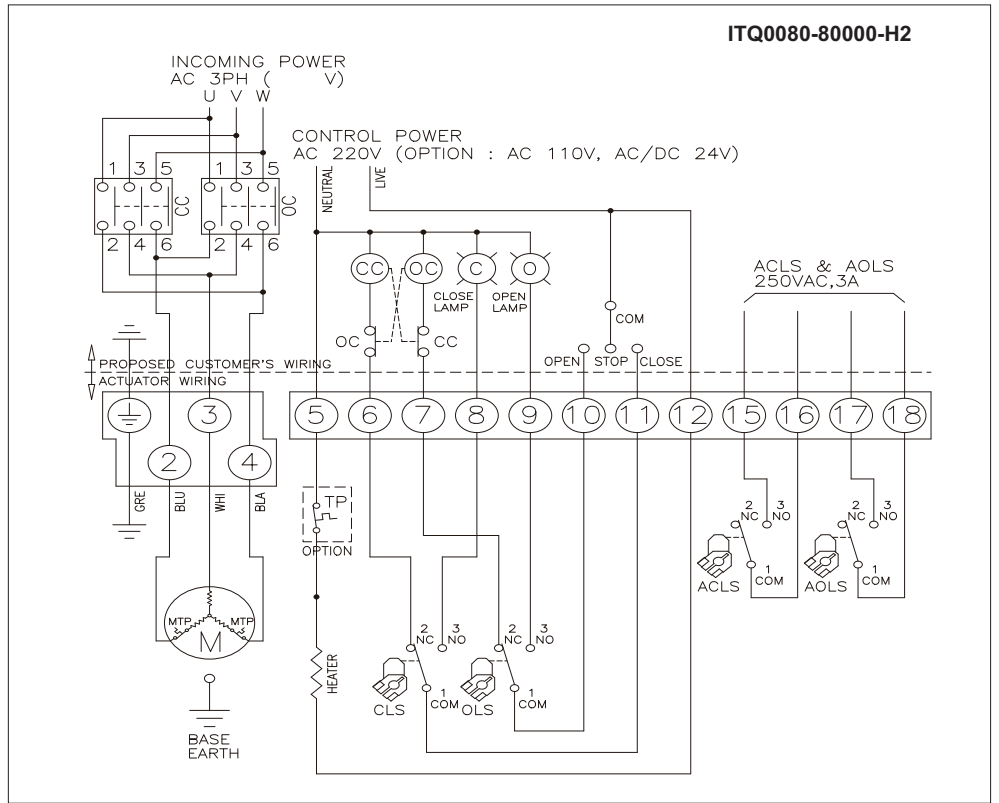 ITQ0080-80000-H2
INCOMING POWER
AC 3PH ( V)
U V W
CONTROL POWER
AC 220V (OPTION : AC 110V, AC/DC 24V)
NEUTRAL
LIVE
1 3 5
1 3 5
CC
OC
2 4 6
2 4 6
CC OC C O
CLOSE
LAMP
OPEN
LAMP
ACLS & AOLS
250VAC,3A
COM
OC
CC
OPEN STOP CLOSE
PROPOSED CUSTOMER'S WIRING
ACTUATOR WIRING
3 5 6 7 8 9 10 11 12 15 16 17 18
2 4
GRE
BLU
WHI
BLA
TP
OPTION
2
NC
3
NO
1
COM
ACLS
2
NC
3
NO
1
COM
AOLS
MTP MTP
M
HEATER
2
NC
3
NO
1
COM
CLS
2
NC
3
NO
1
COM
OLS
BASE
EARTH